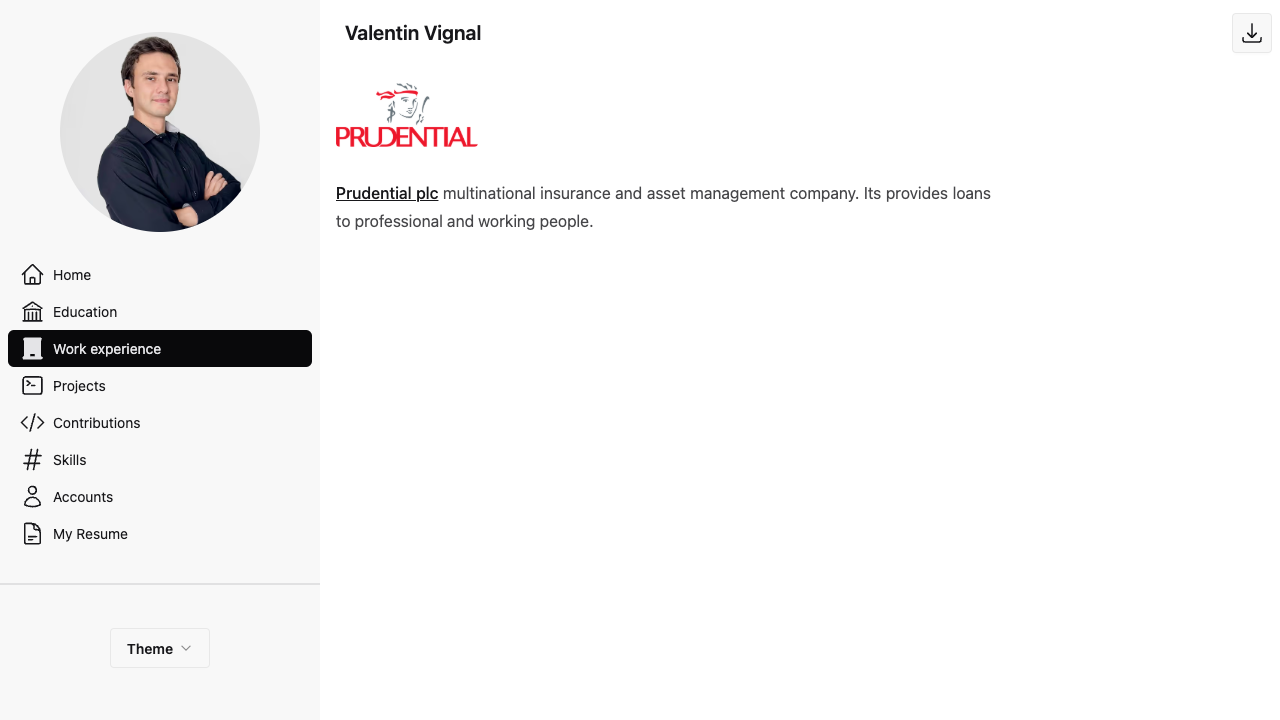 Valentin Vignal
PRUDENTIAL
Prudential plc multinational insurance and asset management company. Its provides loans
to professional and working people.
Home
Education
Work experience
Projects
Contributions
Skills
Accounts
My Resume
Theme